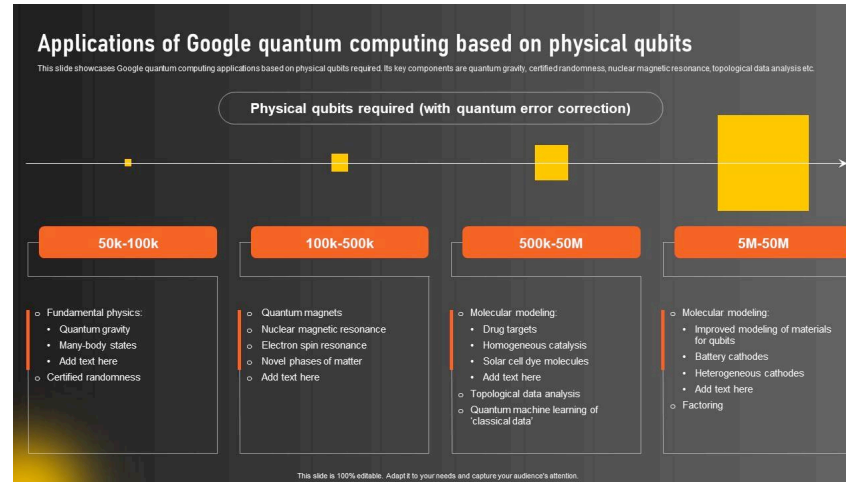 Applications of Google quantum computing based on physical qubits
This slide showcases Google quantum computing applications based on physical qubits required. Its key components are quantum gravity, certified randomness, nuclear magnetic resonance, topological data analysis etc.
Physical qubits required (with quantum error correction)
50k-100k
Fundamental physics:
Quantum gravity
Many-body states
Add text here
Certified randomness
100k-500k
Quantum magnets
Nuclear magnetic resonance
Electron spin resonance
Novel phases of matter
Add text here
500k-50M
Molecular modeling:
Drug targets
Homogeneous catalysis
Solar cell dye molecules
Add text here
Topological data analysis
Quantum machine learning of
'classical data'
5M-50M
Molecular modeling:
Improved modeling of materials
for qubits
Battery cathodes
Heterogeneous cathodes
Add text here
Factoring
This slide is 100% editable. Adapt it to your needs and capture your audience's attention.